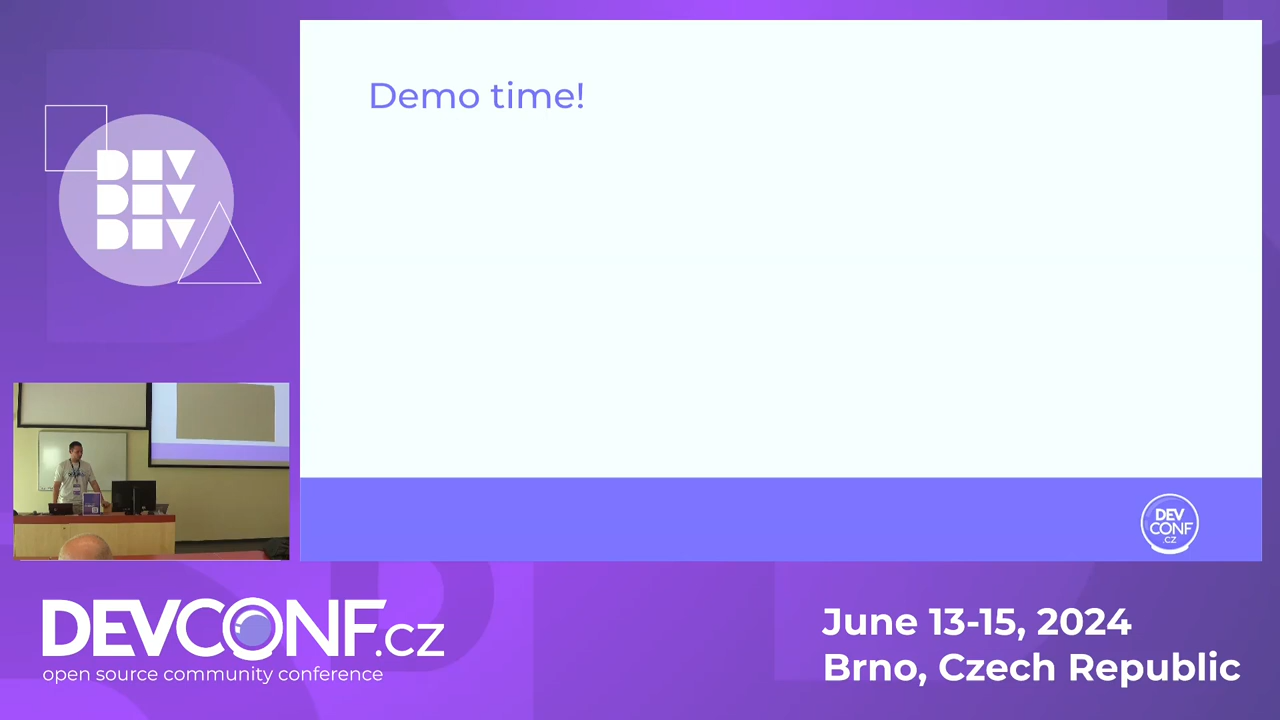 Demo time!
DEV
DEV
DEV
DEV
CONF
.CZ
DEVCONF.cz
open source community conference
June 13-15, 2024
Brno, Czech Republic